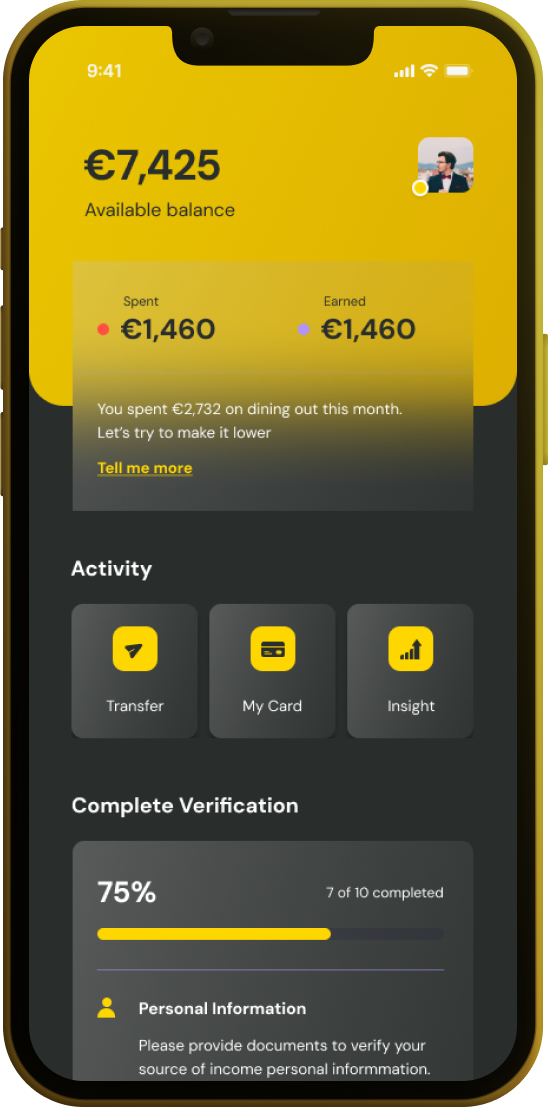 9:41
€7,425
Available balance
Spent
Earned
€1,460
€1,460
You spent €2,732 on dining out this month.
Let's try to make it lower
Tell me more
Activity
Transfer
My Card
Insight
Complete Verification
75%
7 of 10 completed
Personal Information
Please provide documents to verify your
source of income personal informmation.